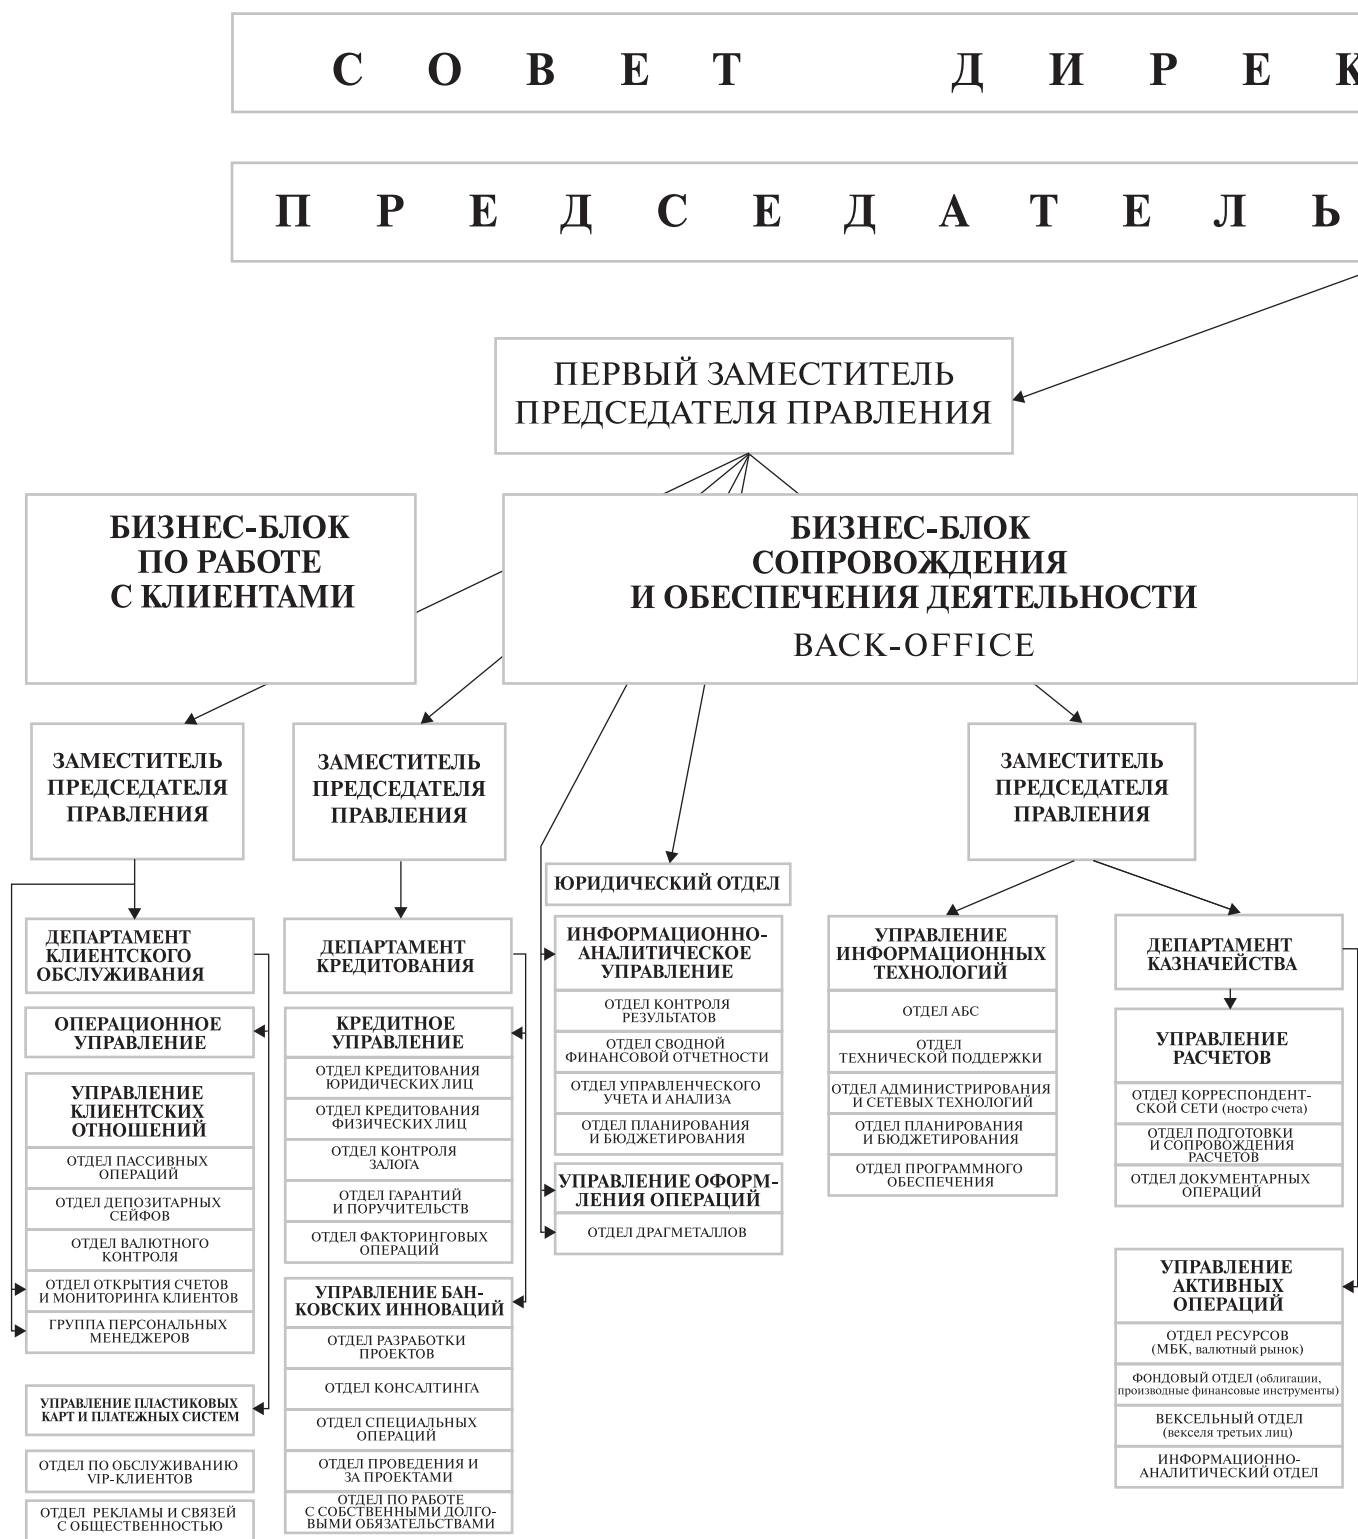 СОВЕТ ДИРЕК
ПРЕДСЕДАТЕЛЬ
ПЕРВЫЙ ЗАМЕСТИТЕЛЬ
ПРЕДСЕДАТЕЛЯ ПРАВЛЕНИЯ
БИЗНЕС-БЛОК
ПО РАБОТЕ
С КЛИЕНТАМИ
БИЗНЕС-БЛОК
СОПРОВОЖДЕНИЯ
И ОБЕСПЕЧЕНИЯ ДЕЯТЕЛЬНОСТИ
BACK-OFFICE
ЗАМЕСТИТЕЛЬ
ПРЕДСЕДАТЕЛЯ
ПРАВЛЕНИЯ
ЗАМЕСТИТЕЛЬ
ПРЕДСЕДАТЕЛЯ
ПРАВЛЕНИЯ
ЗАМЕСТИТЕЛЬ
ПРЕДСЕДАТЕЛЯ
ПРАВЛЕНИЯ
ДЕПАРТАМЕНТ
КЛИЕНТСКОГО
ОБСЛУЖИВАНИЯ
ОПЕРАЦИОННОЕ
УПРАВЛЕНИЕ
УПРАВЛЕНИЕ
КЛИЕНТСКИХ
ОТНОШЕНИЙ
ОТДЕЛ ПАССИВНЫХ
ОПЕРАЦИЙ
ОТДЕЛ ДЕПОЗИТАРНЫХ
СЕЙФОВ
ОТДЕЛ ВАЛЮТНОГО
КОНТРОЛЯ
ОТДЕЛ ОТКРЫТИЯ СЧЕТОВ
И МОНИТОРИНГА КЛИЕНТОВ
ГРУППА ПЕРСОНАЛЬНЫХ
МЕНЕДЖЕРОВ
УПРАВЛЕНИЕ ПЛАСТИКОВЫХ
КАРТ И ПЛАТЕЖНЫХ СИСТЕМ
ОТДЕЛ ПО ОБСЛУЖИВАНИЮ
VIP-КЛИЕНТОВ
ОТДЕЛ РЕКЛАМЫ И СВЯЗЕЙ
С ОБЩЕСТВЕННОСТЬЮ
ДЕПАРТАМЕНТ
КРЕДИТОВАНИЯ
КРЕДИТНОЕ
УПРАВЛЕНИЕ
ОТДЕЛ КРЕДИТОВАНИЯ
ЮРИДИЧЕСКИХ ЛИЦ
ОТДЕЛ КРЕДИТОВАНИЯ
ФИЗИЧЕСКИХ ЛИЦ
ОТДЕЛ КОНТРОЛЯ
ЗАЛОГА
ОТДЕЛ ГАРАНТИЙ
И ПОРУЧИТЕЛЬСТВ
ОТДЕЛ ФАКТОРИНГОВЫХ
ОПЕРАЦИЙ
УПРАВЛЕНИЕ БАН-
КОВСКИХ ИННОВАЦИЙ
ОТДЕЛ РАЗРАБОТКИ
ПРОЕКТОВ
ОТДЕЛ КОНСАЛТИНГА
ОТДЕЛ СПЕЦИАЛЬНЫХ
ОПЕРАЦИЙ
ОТДЕЛ ПРОВЕДЕНИЯ И
ЗА ПРОЕКТАМИ
ОТДЕЛ ПО РАБОТЕ
С СОБСТВЕННЫМИ ДОЛГО-
ВЫМИ ОБЯЗАТЕЛЬСТВАМИ
ЮРИДИЧЕСКИЙ ОТДЕЛ
ИНФОРМАЦИОННО-
АНАЛИТИЧЕСКОЕ
УПРАВЛЕНИЕ
ОТДЕЛ КОНТРОЛЯ
РЕЗУЛЬТАТОВ
ОТДЕЛ СВОДНОЙ
ФИНАНСОВОЙ ОТЧЕТНОСТИ
ОТДЕЛ УПРАВЛЕНЧЕСКОГО
УЧЕТА И АНАЛИЗА
ОТДЕЛ ПЛАНИРОВАНИЯ
И БЮДЖЕТИРОВАНИЯ
УПРАВЛЕНИЕ ОФОРМ-
ЛЕНИЯ ОПЕРАЦИЙ
ОТДЕЛ ДРАГМЕТАЛЛОВ
УПРАВЛЕНИЕ
ИНФОРМАЦИОННЫХ
ТЕХНОЛОГИЙ
ОТДЕЛ АБС
ОТДЕЛ
ТЕХНИЧЕСКОЙ ПОДДЕРЖКИ
ОТДЕЛ АДМИНИСТРИРОВАНИЯ
И СЕТЕВЫХ ТЕХНОЛОГИЙ
ОТДЕЛ ПЛАНИРОВАНИЯ
И БЮДЖЕТИРОВАНИЯ
ОТДЕЛ ПРОГРАММНОГО
ОБЕСПЕЧЕНИЯ
ДЕПАРТАМЕНТ
КАЗНАЧЕЙСТВА
УПРАВЛЕНИЕ
РАСЧЕТОВ
ОТДЕЛ КОРРЕСПОНДЕНТ-
СКОЙ СЕТИ (ностро счета)
ОТДЕЛ ПОДГОТОВКИ
И СОПРОВОЖДЕНИЯ
РАСЧЕТОВ
ОТДЕЛ ДОКУМЕНТАРНЫХ
ОПЕРАЦИЙ
УПРАВЛЕНИЕ
АКТИВНЫХ
ОПЕРАЦИЙ
ОТДЕЛ РЕСУРСОВ
(МБК, валютный рынок)
ФОНДОВЫЙ ОТДЕЛ (облигации,
производные финансовые инструменты)
ВЕКСЕЛЬНЫЙ ОТДЕЛ
(векселя третьих лиц)
ИНФОРМАЦИОННО-
АНАЛИТИЧЕСКИЙ ОТДЕЛ